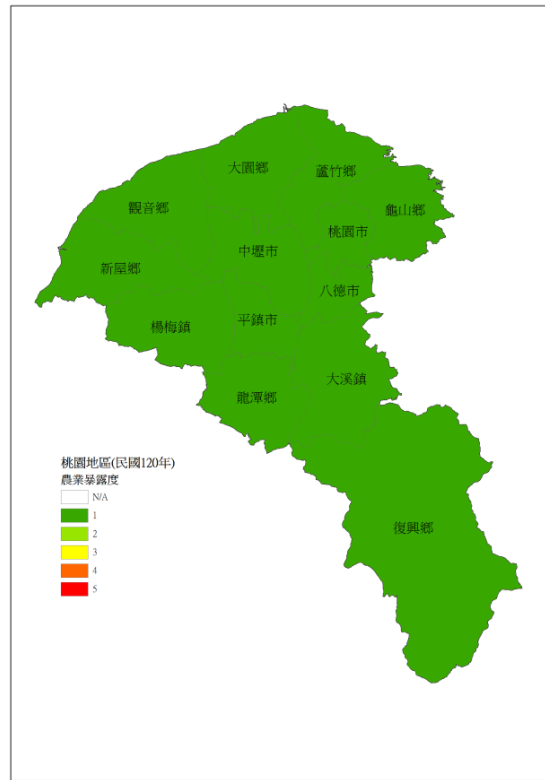 大園鄉
蘆竹鄉
觀音鄉
龜山鄉
桃園市
中壢市
新屋鄉
八德市
平鎮市
楊梅鎮
大溪鎮
龍潭鄉
桃園地區(民國120年)
農業暴露度
N/A
1
2
3
4
5
復興鄉